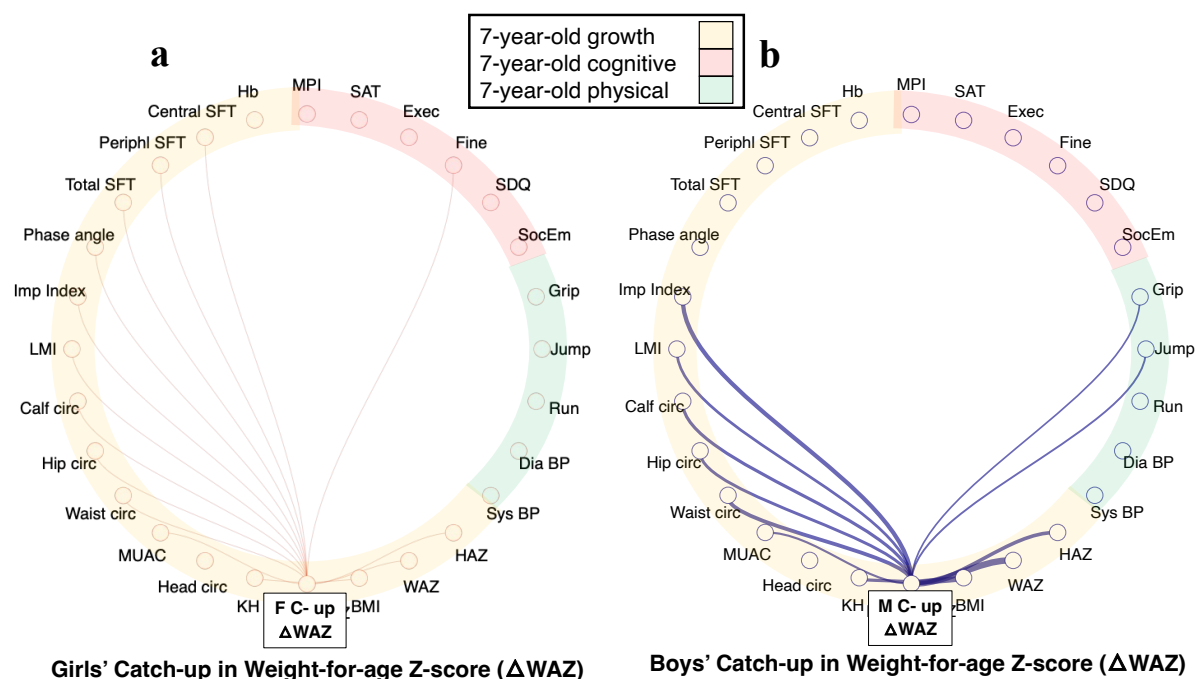 7-year-old growth
7-year-old cognitive
7-year-old physical
a
MPI
SAT
Exec
Fine
SDQ
SocEm
Grip
Jump
Run
Dia BP
Sys BP
HAZ
WAZ
BMI
F C- up
ΔWAZ
KH
Head circ
MUAC
Waist circ
Hip circ
Calf circ
LMI
Imp Index
Phase angle
Total SFT
Periphl SFT
Central SFT
Hb
Girls' Catch-up in Weight-for-age Z-score (ΔWAZ)
b
MPI
SAT
Exec
Fine
SDQ
SocEm
Grip
Jump
Run
Dia BP
Sys BP
HAZ
WAZ
BMI
M C- up
ΔWAZ
KH
Head circ
MUAC
Waist circ
Hip circ
Calf circ
LMI
Imp Index
Phase angle
Total SFT
Periphl SFT
Central SFT
Hb
Boys' Catch-up in Weight-for-age Z-score (ΔWAZ)